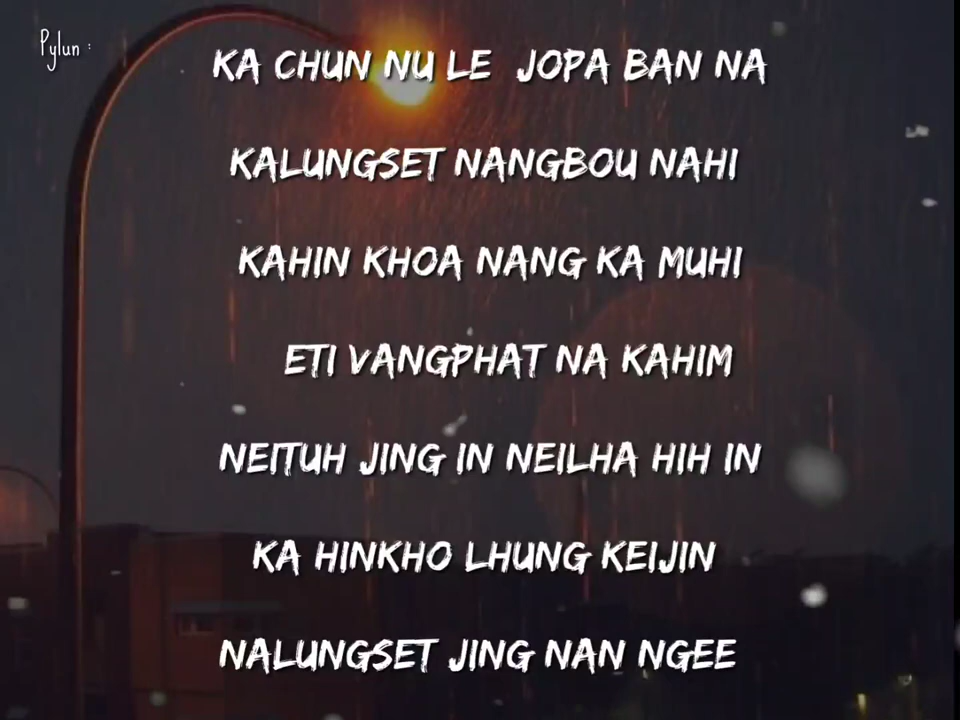 Pylun :
KA CHUN NU LE JOPA BAN NA
KALUNGSET NANGBOU NAHI
KAHIN KHOA NANG KA MUHI
ETI VANGPHAT NA KAHIM
NEITUH JING IN NEILHA HIH IN
KA HINKHO LHUNG KEIJIN
NALUNGSET JING NAN NGEE